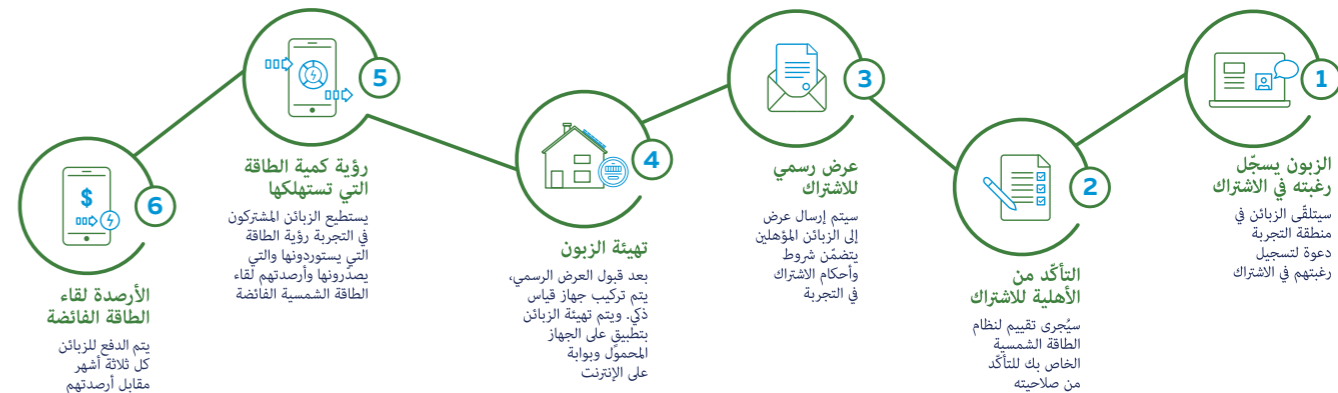 1
الزبون يسجّل
رغبته في الاشتراك
سيتلقّى الزبائن في
منطقة التجربة
دعوة لتسجيل
رغبتهم في الاشتراك
2
التأكّد من
الأهلية للاشتراك
سيُجرى تقييم لنظام
الطاقة الشمسية
الخاص بك للتأكّد
من صلاحيته
3
عرض رسمي
للاشتراك
سيتم إرسال عرض
إلى الزبائن المؤهلين
يتضمّن شروط
وأحكام الاشتراك
في التجربة
4
تهيئة الزبون
بعد قبول العرض الرسمي،
يتم تركيب جهاز قياس
ذكي. ويتم تهيئة الزبائن
بتطبيقٍ على الجهاز
المحمول وبوابة
على الإنترنت
5
رؤية كمية الطاقة
التي تستهلكها
يستطيع الزبائن المشتركون
في التجربة رؤية الطاقة
التي يستوردونها والتي
يصدّرونها وأرصدتهم لقاء
الطاقة الشمسية الفائضة
6
$
الأرصدة لقاء
الطاقة الفائضة
يتم الدفع للزبائن
كل ثلاثة أشهر
مقابل أرصدتهم